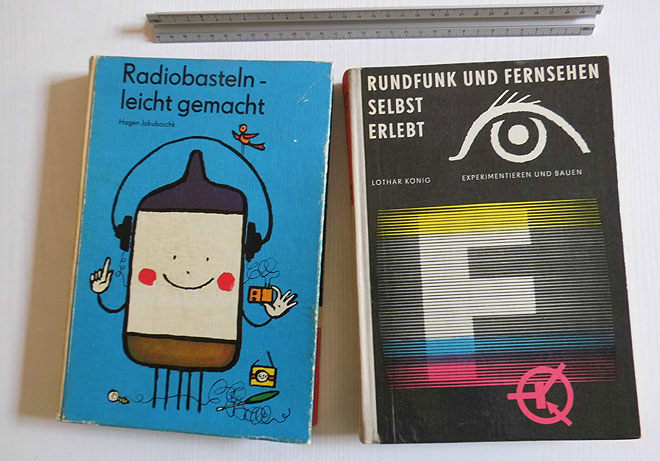 Radiobasteln -
leicht gemacht
Hagen Jakubaschk
RUNDFUNK UND FERNSEHEN
SELBST
ERLEBT
LOTHAR KÖNIG
EXPERIMENTIEREN UND BAUEN
F